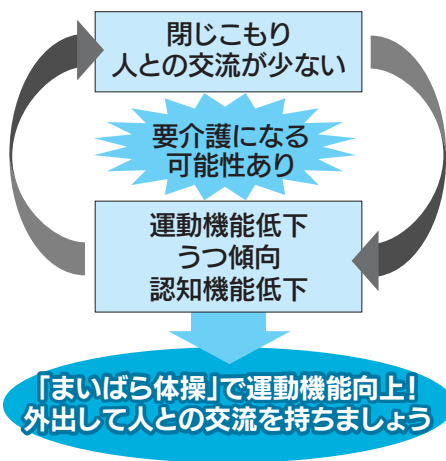 閉じこもり
人との交流が少ない
要介護になる
可能性あり
運動機能低下
うつ傾向
認知機能低下
「まいばら体操」で運動機能向上!
外出して人との交流を持ちましょう